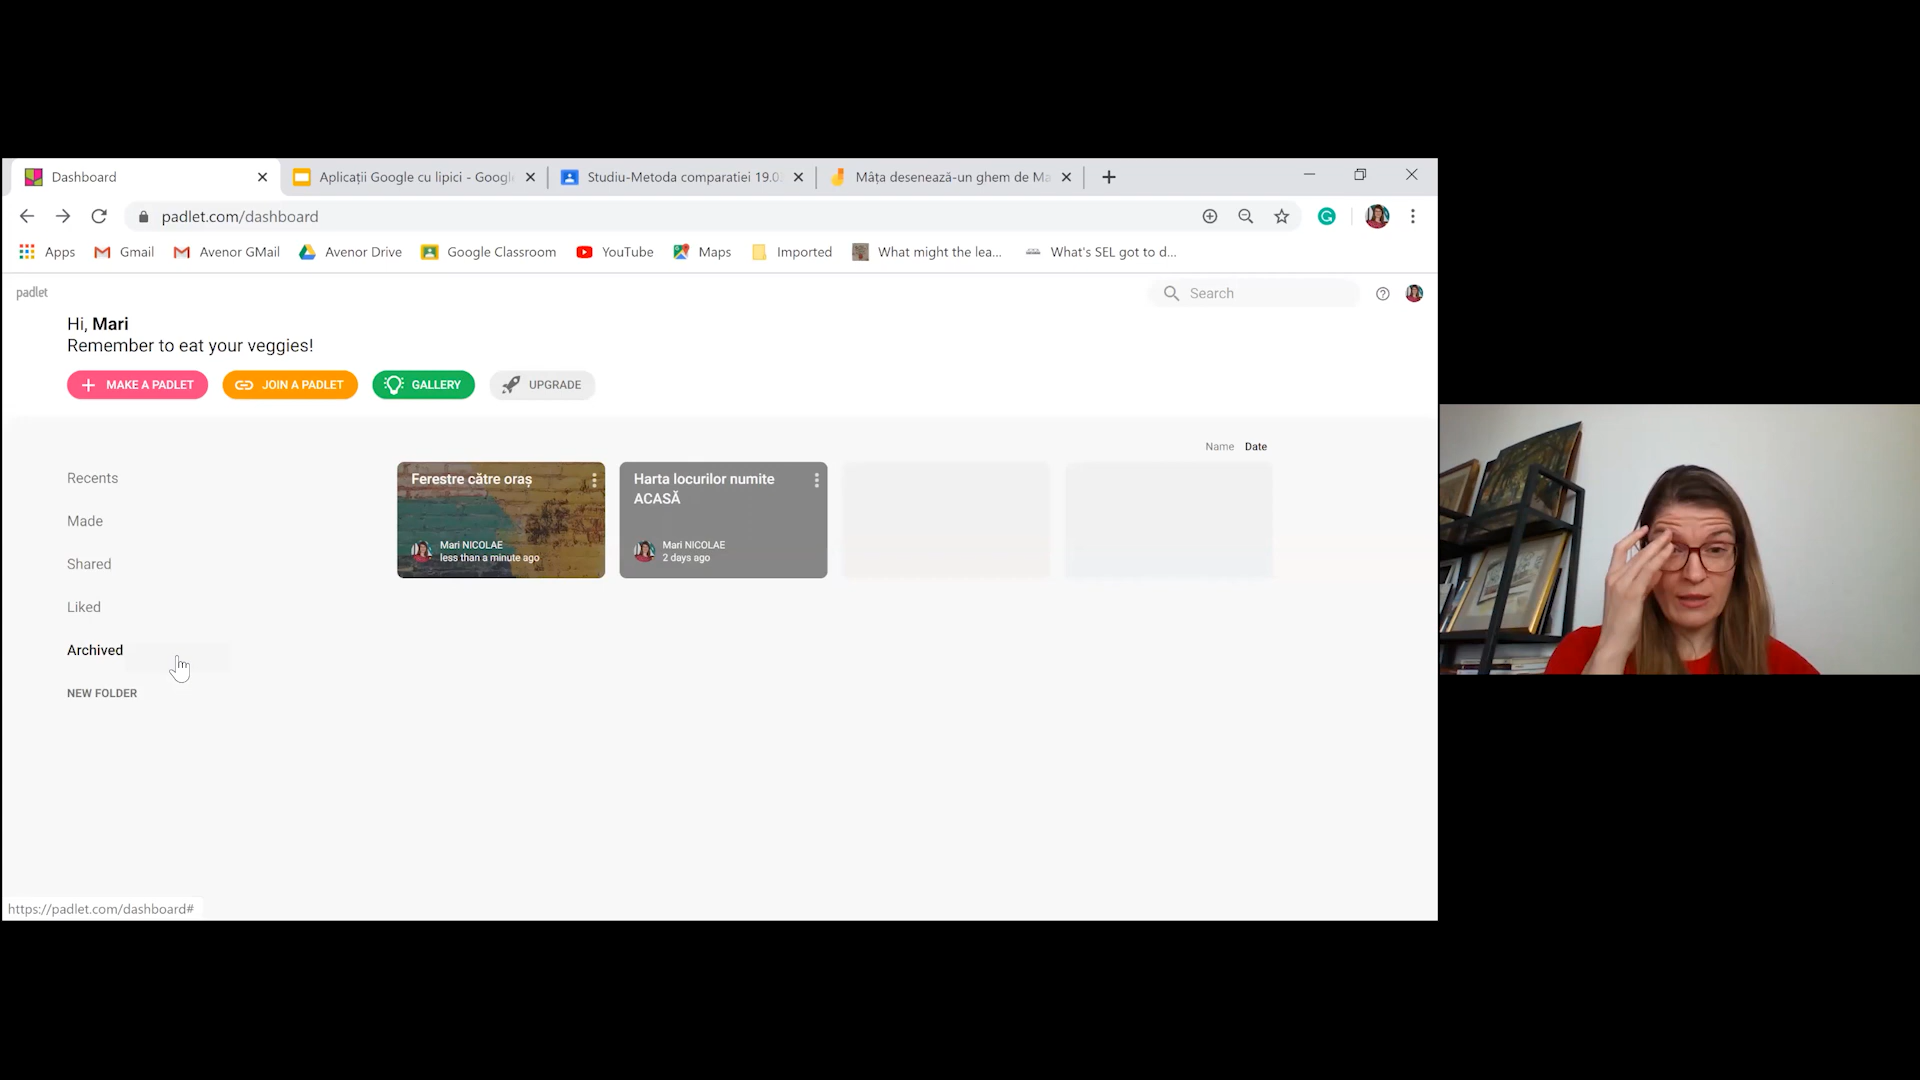 Dashboard
Aplicații Google cu lipici - Googl
Studiu-Metoda comparatiei 19.0
Mâța desenează-un ghem de Ma
padlet.com/dashboard
Apps
Gmail
Avenor GMail
Avenor Drive
Google Classroom
YouTube
Maps
Imported
What might the lea...
What's SEL got to d...
padlet
Search
Hi, Mari
Remember to eat your veggies!
MAKE A PADLET
JOIN A PADLET
GALLERY
UPGRADE
Name
Date
Recents
Made
Shared
Liked
Archived
NEW FOLDER
Ferestre către oraș
Mari NICOLAE
less than a minute ago
Harta locurilor numite
ACASĂ
Mari NICOLAE
2 days ago
https://padlet.com/dashboard#